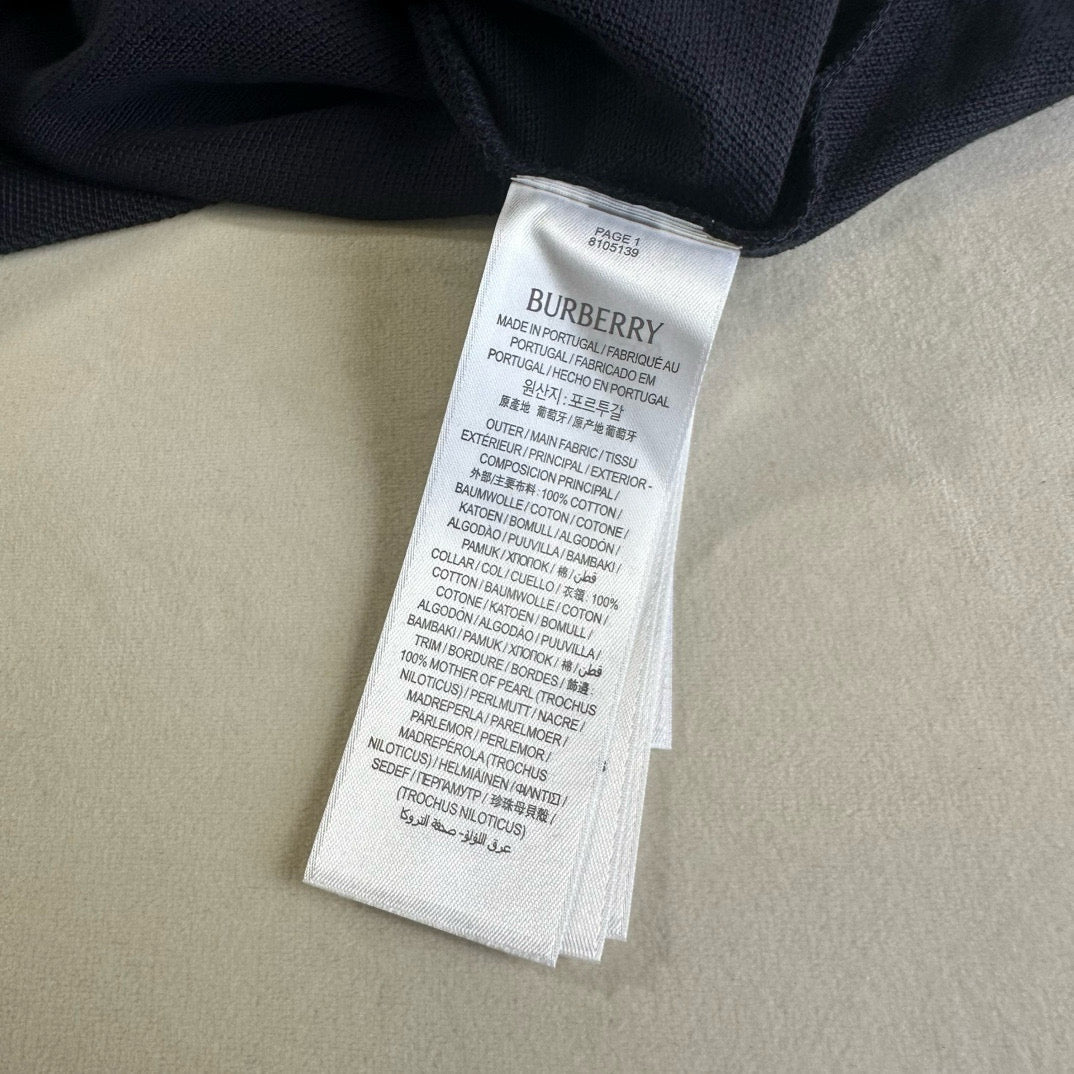 PAGE 1
8105139
BURBERRY
MADE IN PORTUGAL / FABRIQUÉ AU
PORTUGAL / FABRICADO EM
PORTUGAL / HECHO EN PORTUGAL
원산지 : 포르투갈
原產地 葡萄牙 / 原产地 葡萄牙
OUTER / MAIN FABRIC / TISSU
EXTÉRIEUR / PRINCIPAL / EXTERIOR -
COMPOSICION PRINCIPAL /
外部/主要布料 : 100% COTTON /
BAUMWOLLE / COTON / COTONE /
KATOEN / BOMULL / ALGODÓN /
ALGODÃO / PUUVILLA / BAMBAKI /
PAMUK / ХЛОПОК / 棉 / قطن
COLLAR / COL / CUELLO / 衣領 : 100%
COTTON / BAUMWOLLE / COTON /
COTONE / KATOEN / BOMULL /
ALGODÓN / ALGODÃO / PUUVILLA /
BAMBAKI / PAMUK / ХЛОПОК / 棉 / قطن
TRIM / BORDURE / BORDES / 飾邊 :
100% MOTHER OF PEARL (TROCHUS
NILOTICUS) / PERLMUTT / NACRE /
MADREPERLA / PARELMOER /
PÄRLEMOR / PERLEMOR /
MADREPÉROLA (TROCHUS
NILOTICUS) / HELMIÄINEN / ΦΙΛΝΤΙΣΙ /
SEDEF / ПЕРЛАМУТР / 珍珠母貝殼 /
(TROCHUS NILOTICUS)
عرق اللؤلؤ- صدفة التروكا